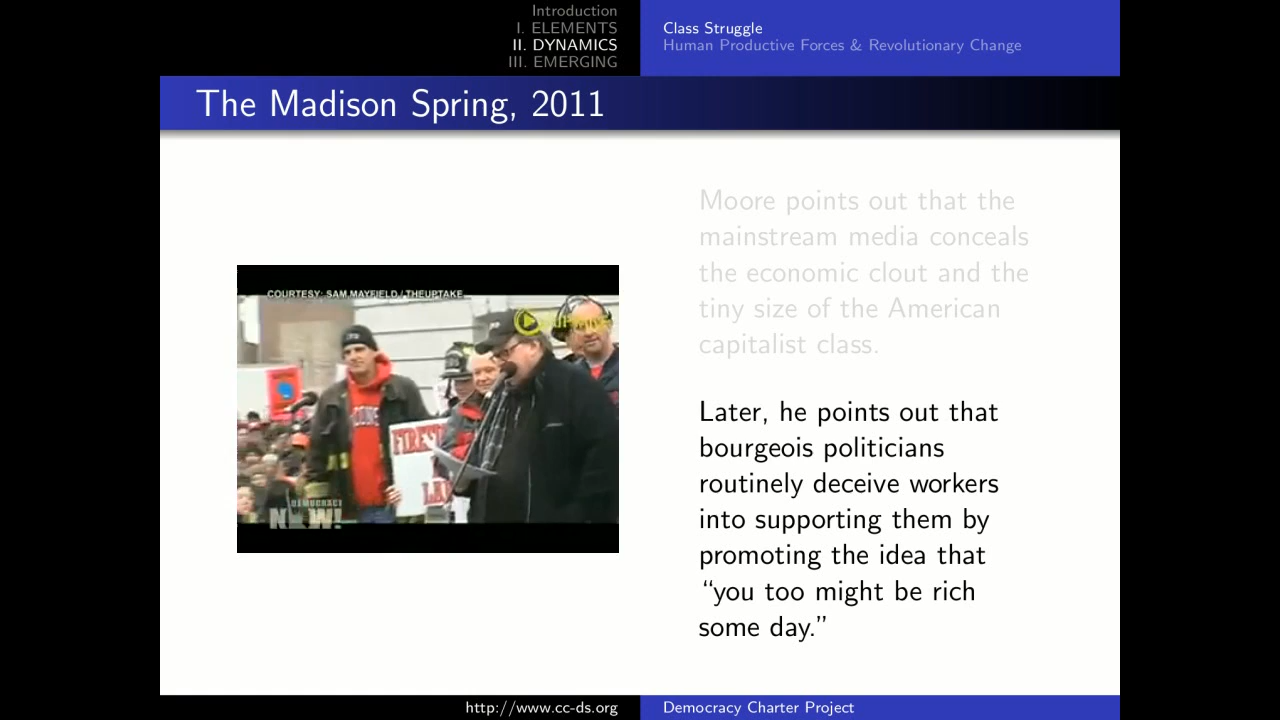 Introduction
I. ELEMENTS
II. DYNAMICS
III. EMERGING
Class Struggle
Human Productive Forces & Revolutionary Change
The Madison Spring, 2011
COURTESY: SAM MAYFIELD / THEUPTAKE
DEMOCRACY
NOW!
Moore points out that the
mainstream media conceals
the economic clout and the
tiny size of the American
capitalist class.
Later, he points out that
bourgeois politicians
routinely deceive workers
into supporting them by
promoting the idea that
“you too might be rich
some day.”
http://www.cc-ds.org
Democracy Charter Project